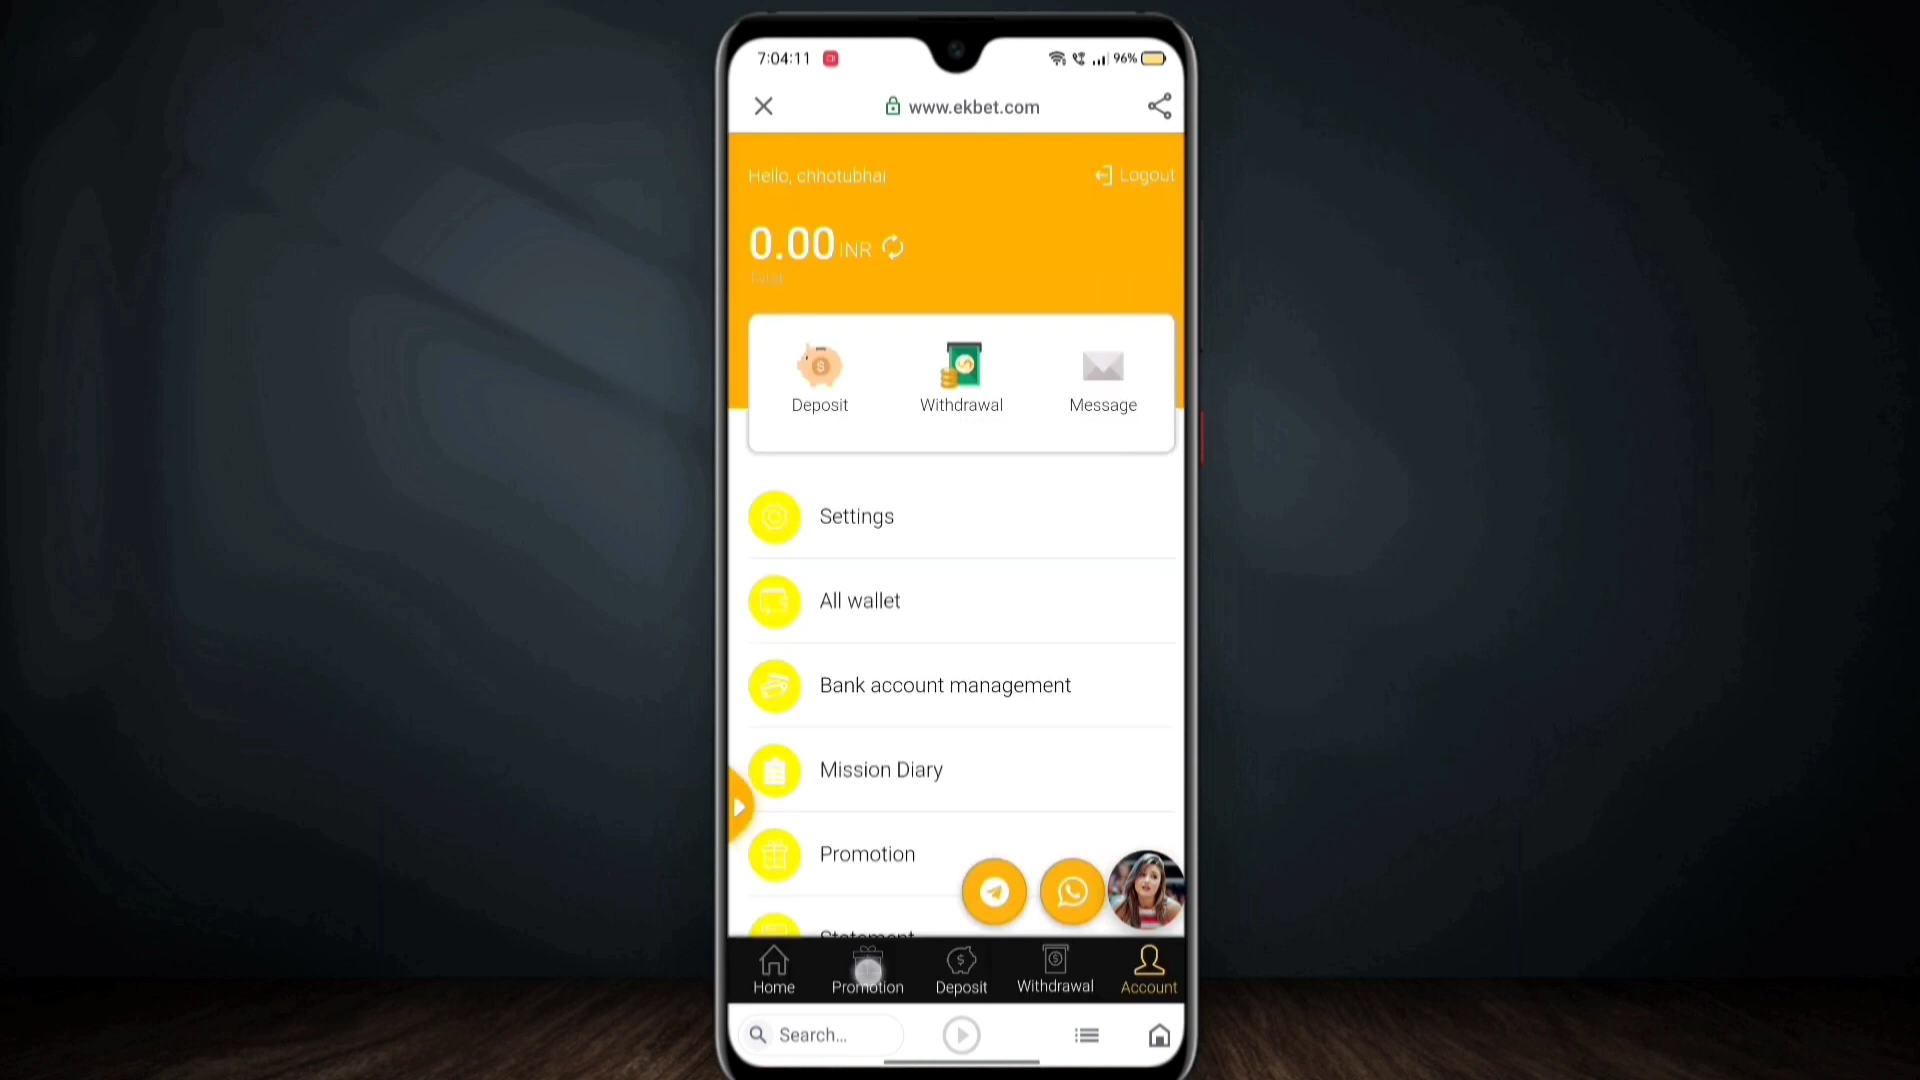 7:04:11
96%
www.ekbet.com
Hello, chhotubhai
Logout
0.00 INR
Deposit
Withdrawal
Message
Settings
All wallet
Bank account management
Mission Diary
Promotion
Statement
Home
Promotion
Deposit
Withdrawal
Account
Search...